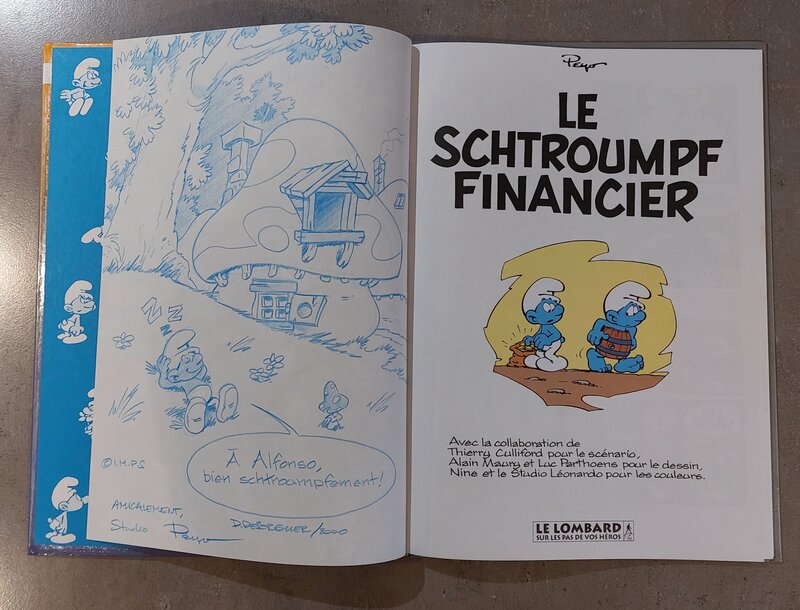 Z Z Z
À Alfonso,
bien schtroumpfement!
© I.M.P.S
AMICALEMENT,
Studio Peyo
/2000
Peyo
LE
SCHTROUMPF
FINANCIER
Avec la collaboration de
Thierry Culliford pour le scénario,
Alain Maury et Luc Parthoens pour le dessin,
Nine et le Studio Léonardo pour les couleurs.
LE LOMBARD
SUR LES PAS DE VOS HÉROS